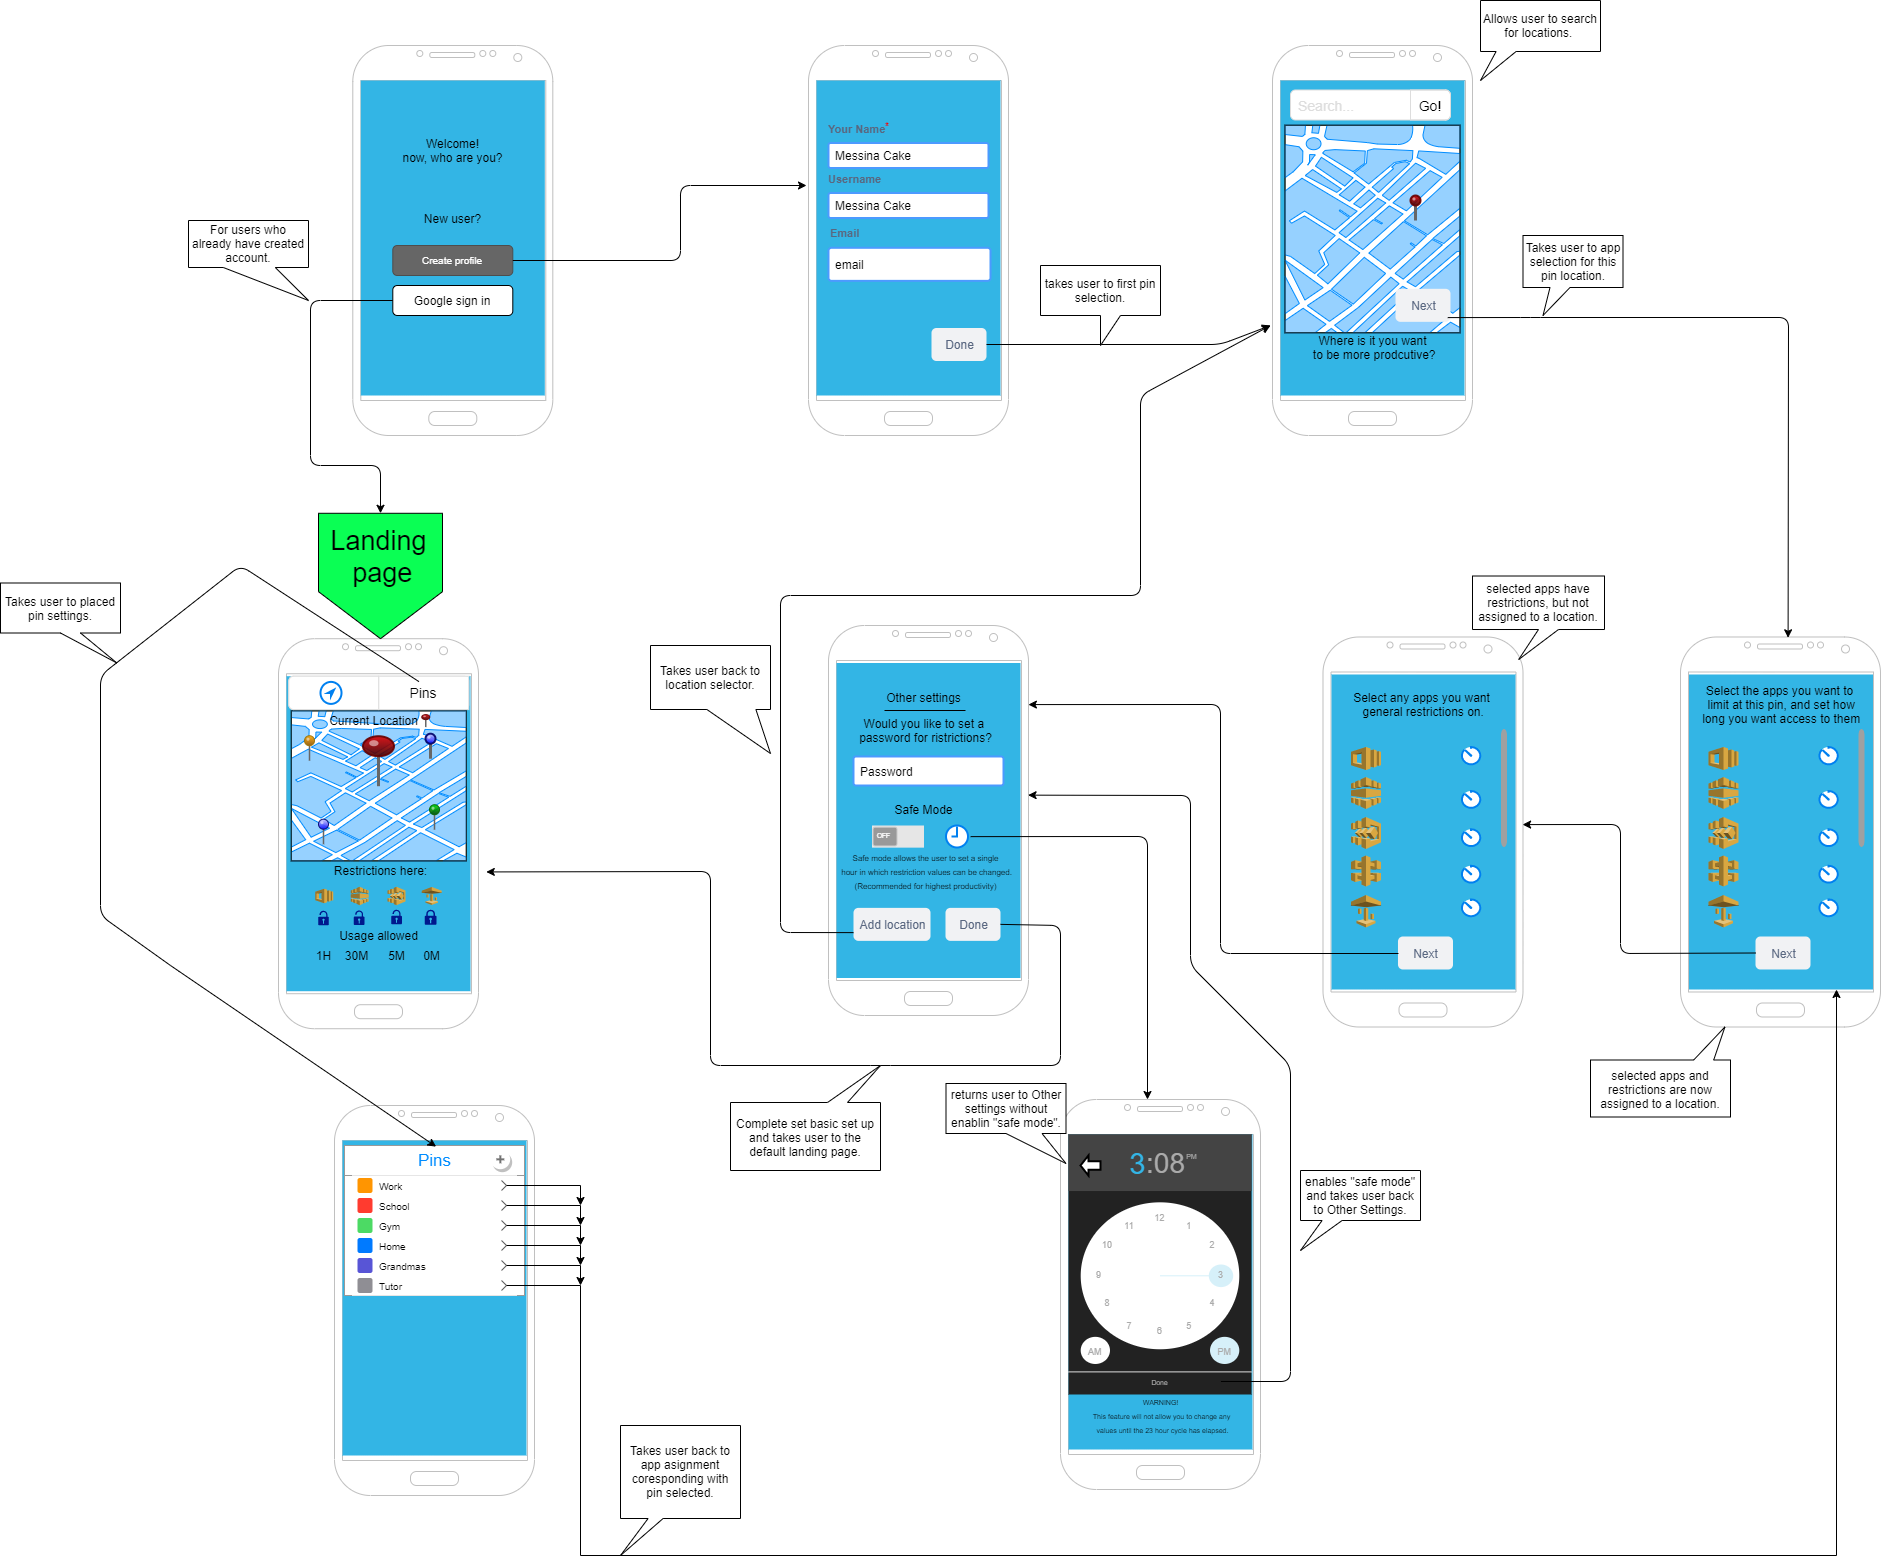 Allows user to search
for locations.
Welcome!
now, who are you?
New user?
Create profile
Google sign in
For users who
already have created
account.
Your Name*
Messina Cake
Username
Messina Cake
Email
email
Done
takes user to first pin
selection.
Search...
Go!
Next
Where is it you want
to be more prodcutive?
Takes user to app
selection for this
pin location.
Landing
page
Takes user to placed
pin settings.
Pins
Current Location
Restrictions here:
Usage allowed
1H
30M
5M
0M
Takes user back to
location selector.
Other settings
Would you like to set a
password for ristrictions?
Password
Safe Mode
OFF
Safe mode allows the user to set a single
hour in which restriction values can be changed.
(Recommended for highest productivity)
Add location
Done
selected apps have
restrictions, but not
assigned to a location.
Select any apps you want
general restrictions on.
Next
Select the apps you want to
limit at this pin, and set how
long you want access to them
Next
selected apps and
restrictions are now
assigned to a location.
Complete set basic set up
and takes user to the
default landing page.
returns user to Other
settings without
enablin "safe mode".
3:08 PM
12
11
1
10
2
9
3
8
4
7
5
6
AM
PM
Done
WARNING!
This feature will not allow you to change any
values until the 23 hour cycle has elapsed.
enables "safe mode"
and takes user back
to Other Settings.
Pins
+
Work
School
Gym
Home
Grandmas
Tutor
Takes user back to
app asignment
coresponding with
pin selected.